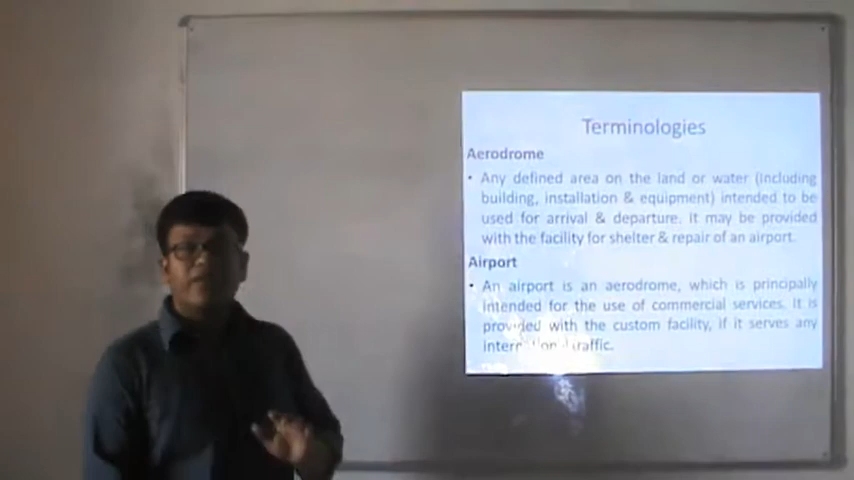 Terminologies
Aerodrome
• Any defined area on the land or water (including
building, installation & equipment) intended to be
used for arrival & departure. It may be provided
with the facility for shelter & repair of an airport.
Airport
• An airport is an aerodrome, which is principally
intended for the use of commercial services. It is
provided with the custom facility, if it serves any
traffic.